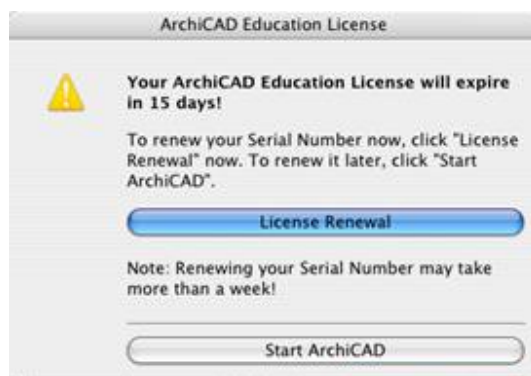 ArchiCAD Education License
Your ArchiCAD Education License will expire
in 15 days!
To renew your Serial Number now, click "License
Renewal" now. To renew it later, click "Start
ArchiCAD".
License Renewal
Note: Renewing your Serial Number may take
more than a week!
Start ArchiCAD